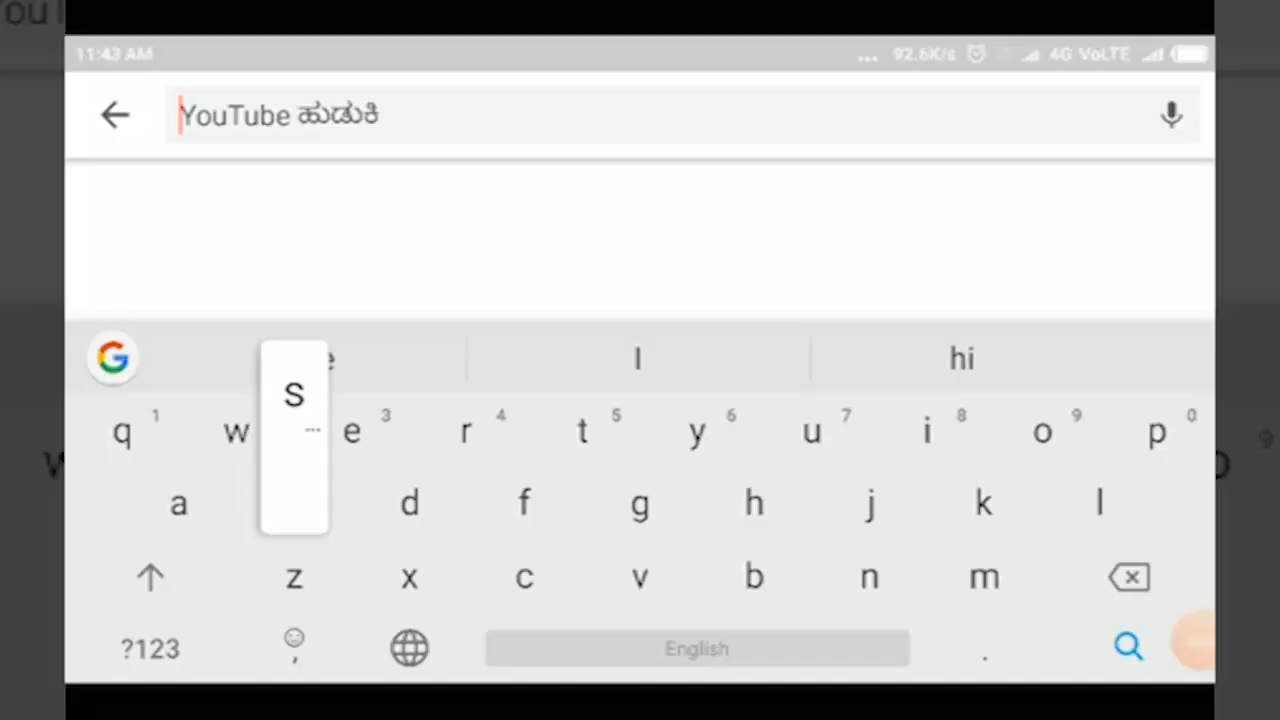 11:43 AM ... 92.6K/s 4G VoLTE
YouTube ಹುಡುಕಿ
I hi
S
q 1 w e 3 r 4 t 5 y 6 u 7 i 8 o 9 p 0
a d f g h j k l
z x c v b n m
?123 , English .